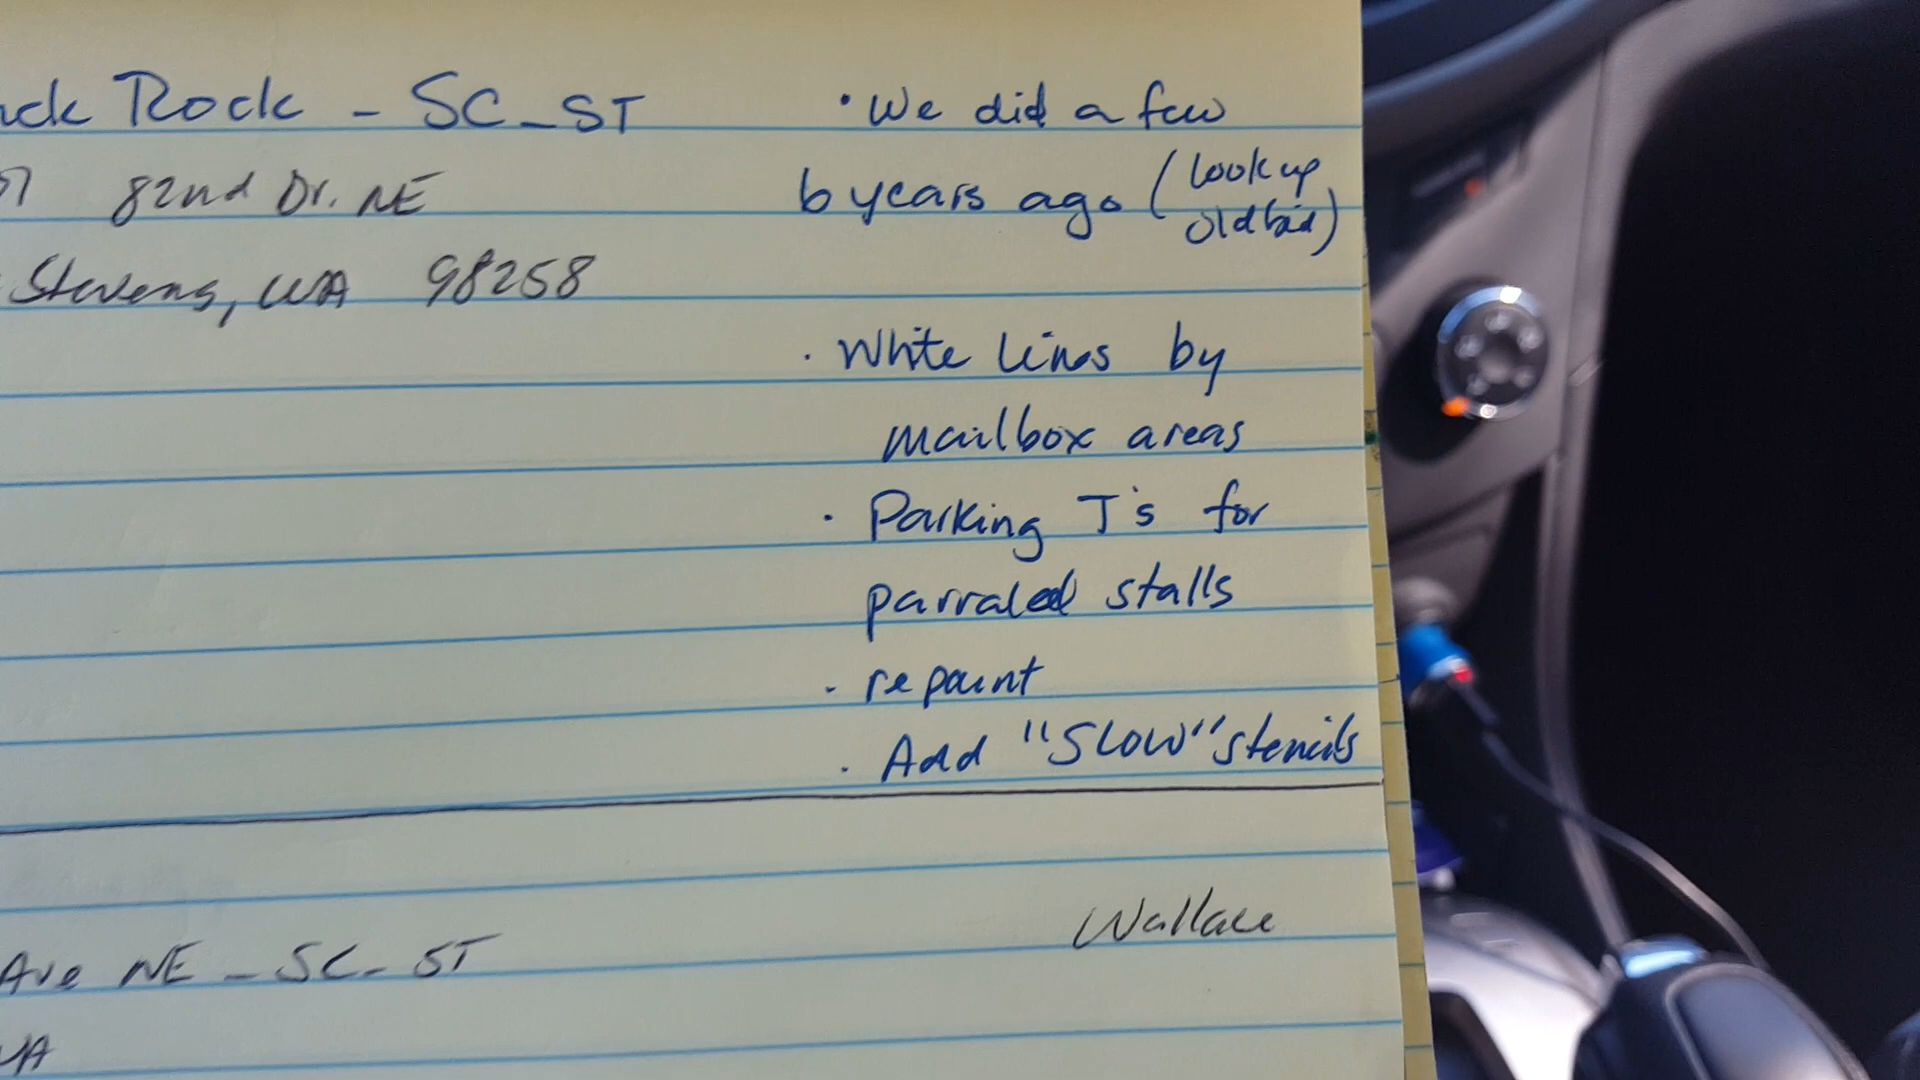 Rock - SC_ST
82nd Dr. NE
Stevens, WA 98258
• We did a few
6 years ago (look up
old bid)
· White lines by
mailbox areas
· Parking T's for
parraled stalls
· repaint
· Add "SLOW" stencils
Wallace
Ave NE - SC- ST